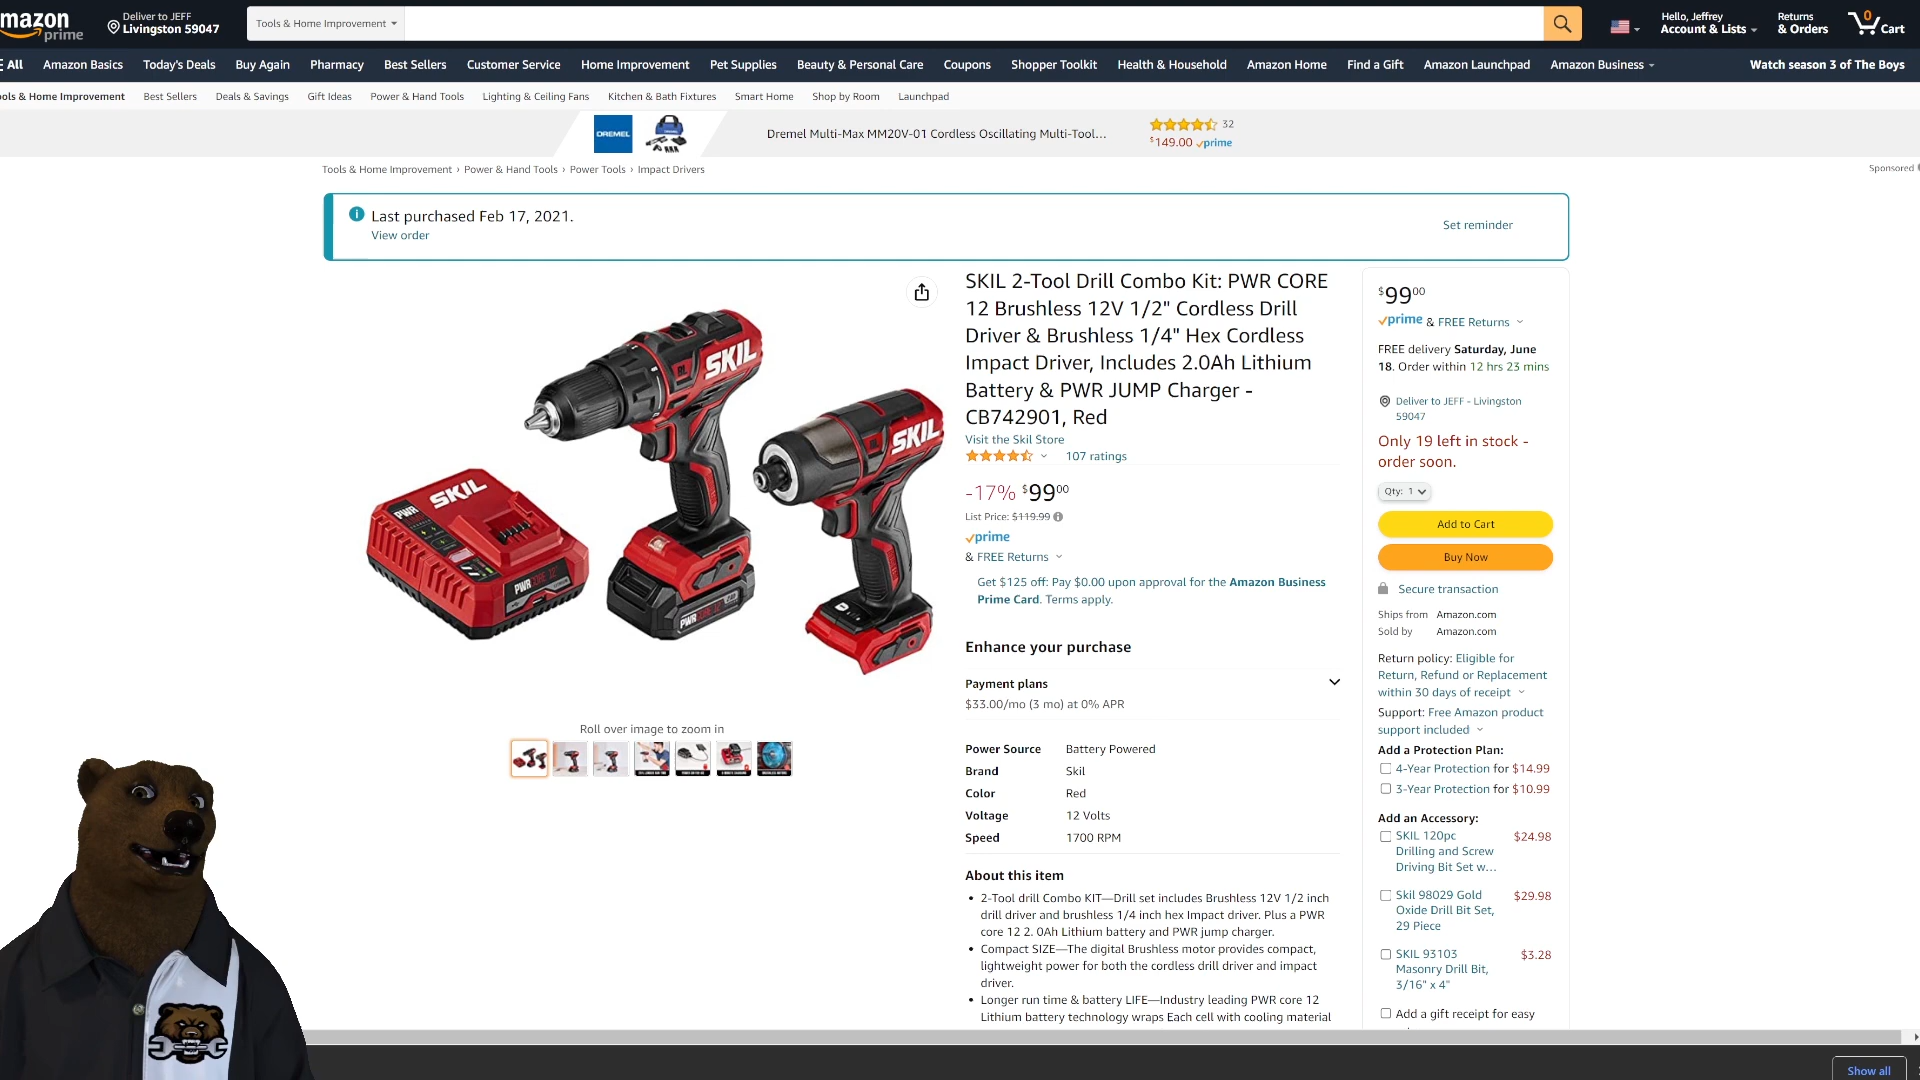 amazon
prime
Deliver to JEFF
Livingston 59047
Tools & Home Improvement
Hello, Jeffrey
Account & Lists
Returns
& Orders
0
Cart
All
Amazon Basics
Today's Deals
Buy Again
Pharmacy
Best Sellers
Customer Service
Home Improvement
Pet Supplies
Beauty & Personal Care
Coupons
Shopper Toolkit
Health & Household
Amazon Home
Find a Gift
Amazon Launchpad
Amazon Business
Watch season 3 of The Boys
ools & Home Improvement
Best Sellers
Deals & Savings
Gift Ideas
Power & Hand Tools
Lighting & Ceiling Fans
Kitchen & Bath Fixtures
Smart Home
Shop by Room
Launchpad
DREMEL
Dremel Multi-Max MM20V-01 Cordless Oscillating Multi-Tool...
32
$149.00 prime
Tools & Home Improvement › Power & Hand Tools › Power Tools › Impact Drivers
Sponsored
Last purchased Feb 17, 2021.
View order
Set reminder
SKIL
SKIL
SKIL
PWR
PWR CORE 12
PWR CORE 12
Roll over image to zoom in
SKIL 2-Tool Drill Combo Kit: PWR CORE
12 Brushless 12V 1/2" Cordless Drill
Driver & Brushless 1/4" Hex Cordless
Impact Driver, Includes 2.0Ah Lithium
Battery & PWR JUMP Charger -
CB742901, Red
Visit the Skil Store
107 ratings
-17% $99⁰⁰
List Price: $119.99
prime
& FREE Returns
Get $125 off: Pay $0.00 upon approval for the Amazon Business
Prime Card. Terms apply.
Enhance your purchase
Payment plans
$33.00/mo (3 mo) at 0% APR
Power Source Battery Powered
Brand Skil
Color Red
Voltage 12 Volts
Speed 1700 RPM
About this item
• 2-Tool drill Combo KIT—Drill set includes Brushless 12V 1/2 inch
drill driver and brushless 1/4 inch hex Impact driver. Plus a PWR
core 12 2. 0Ah Lithium battery and PWR jump charger.
• Compact SIZE—The digital Brushless motor provides compact,
lightweight power for both the cordless drill driver and impact
driver.
• Longer run time & battery LIFE—Industry leading PWR core 12
Lithium battery technology wraps Each cell with cooling material
$99⁰⁰
prime & FREE Returns
FREE delivery Saturday, June
18. Order within 12 hrs 23 mins
Deliver to JEFF - Livingston
59047
Only 19 left in stock -
order soon.
Qty: 1
Add to Cart
Buy Now
Secure transaction
Ships from Amazon.com
Sold by Amazon.com
Return policy: Eligible for
Return, Refund or Replacement
within 30 days of receipt
Support: Free Amazon product
support included
Add a Protection Plan:
4-Year Protection for $14.99
3-Year Protection for $10.99
Add an Accessory:
SKIL 120pc $24.98
Drilling and Screw
Driving Bit Set w...
Skil 98029 Gold $29.98
Oxide Drill Bit Set,
29 Piece
SKIL 93103 $3.28
Masonry Drill Bit,
3/16" x 4"
Add a gift receipt for easy
Show all